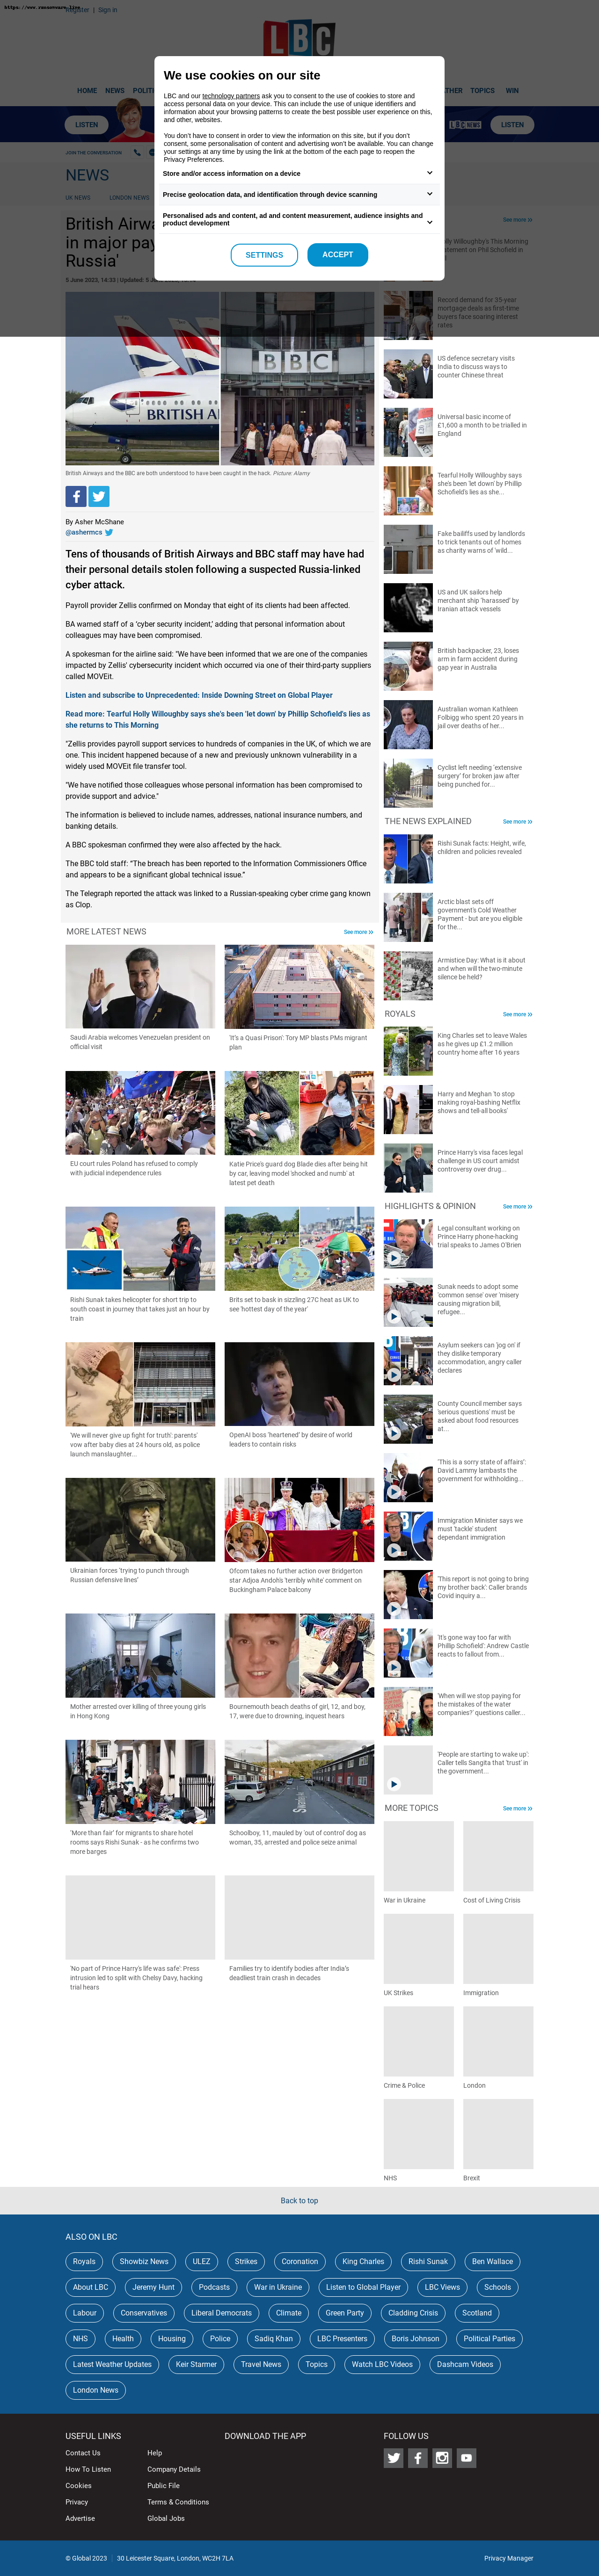 https://www.ransomware.live
Register | Sign in
LBC
HOME NEWS POLITI
THER TOPICS WIN
LISTEN
LBC NEWS
LISTEN
JOIN THE CONVERSATION
NEWS
UK NEWS LONDON NEWS
We use cookies on our site
LBC and our technology partners ask you to consent to the use of cookies to store and
access personal data on your device. This can include the use of unique identifiers and
information about your browsing patterns to create the best possible user experience on this,
and other, websites.
You don’t have to consent in order to view the information on this site, but if you don’t
consent, some personalisation of content and advertising won’t be available. You can change
your settings at any time by using the link at the bottom of the page to reopen the
Privacy Preferences.
Store and/or access information on a device
Precise geolocation data, and identification through device scanning
Personalised ads and content, ad and content measurement, audience insights and
product development
SETTINGS
ACCEPT
British Airw
in major pay
Russia'
5 June 2023, 14:33 | Updated: 5
BRITISH AIR
BBC
British Airways and the BBC are both understood to have been caught in the hack. Picture: Alamy
By Asher McShane
@ashermcs
Tens of thousands of British Airways and BBC staff may have had
their personal details stolen following a suspected Russia-linked
cyber attack.
Payroll provider Zellis confirmed on Monday that eight of its clients had been affected.
BA warned staff of a ‘cyber security incident,' adding that personal information about
colleagues may have been compromised.
A spokesman for the airline said: “We have been informed that we are one of the companies
impacted by Zellis' cybersecurity incident which occurred via one of their third-party suppliers
called MOVEit.
Listen and subscribe to Unprecedented: Inside Downing Street on Global Player
Read more: Tearful Holly Willoughby says she's been 'let down' by Phillip Schofield's lies as
she returns to This Morning
"Zellis provides payroll support services to hundreds of companies in the UK, of which we are
one. This incident happened because of a new and previously unknown vulnerability in a
widely used MOVEit file transfer tool.
"We have notified those colleagues whose personal information has been compromised to
provide support and advice."
The information is believed to include names, addresses, national insurance numbers, and
banking details.
A BBC spokesman confirmed they were also affected by the hack.
The BBC told staff: “The breach has been reported to the Information Commissioners Office
and appears to be a significant global technical issue.”
The Telegraph reported the attack was linked to a Russian-speaking cyber crime gang known
as Clop.
MORE LATEST NEWS
See more
Saudi Arabia welcomes Venezuelan president on
official visit
'It's a Quasi Prison': Tory MP blasts PMs migrant
plan
EU court rules Poland has refused to comply
with judicial independence rules
Katie Price's guard dog Blade dies after being hit
by car, leaving model 'shocked and numb' at
latest pet death
Rishi Sunak takes helicopter for short trip to
south coast in journey that takes just an hour by
train
Brits set to bask in sizzling 27C heat as UK to
see 'hottest day of the year'
'We will never give up fight for truth': parents'
vow after baby dies at 24 hours old, as police
launch manslaughter...
OpenAI boss 'heartened' by desire of world
leaders to contain risks
Ukrainian forces 'trying to punch through
Russian defensive lines'
Ofcom takes no further action over Bridgerton
star Adjoa Andoh's 'terribly white' comment on
Buckingham Palace balcony
Mother arrested over killing of three young girls
in Hong Kong
Bournemouth beach deaths of girl, 12, and boy,
17, were due to drowning, inquest hears
'More than fair' for migrants to share hotel
rooms says Rishi Sunak - as he confirms two
more barges
Schoolboy, 11, mauled by 'out of control' dog as
woman, 35, arrested and police seize animal
'No part of Prince Harry's life was safe': Press
intrusion led to split with Chelsy Davy, hacking
trial hears
Families try to identify bodies after India's
deadliest train crash in decades
See more
lly Willoughby's This Morning
tement on Phil Schofield in
Record demand for 35-year
mortgage deals as first-time
buyers face soaring interest
rates
US defence secretary visits
India to discuss ways to
counter Chinese threat
Universal basic income of
£1,600 a month to be trialled in
England
Tearful Holly Willoughby says
she's been 'let down' by Phillip
Schofield's lies as she...
Fake bailiffs used by landlords
to trick tenants out of homes
as charity warns of 'wild...
US and UK sailors help
merchant ship 'harassed' by
Iranian attack vessels
British backpacker, 23, loses
arm in farm accident during
gap year in Australia
Australian woman Kathleen
Folbigg who spent 20 years in
jail over deaths of her...
Cyclist left needing 'extensive
surgery' for broken jaw after
being punched for...
THE NEWS EXPLAINED
See more
Rishi Sunak facts: Height, wife,
children and policies revealed
Arctic blast sets off
government's Cold Weather
Payment - but are you eligible
for the...
Armistice Day: What is it about
and when will the two-minute
silence be held?
ROYALS
See more
King Charles set to leave Wales
as he gives up £1.2 million
country home after 16 years
Harry and Meghan 'to stop
making royal-bashing Netflix
shows and tell-all books'
Prince Harry's visa faces legal
challenge in US court amidst
controversy over drug...
HIGHLIGHTS & OPINION
See more
Legal consultant working on
Prince Harry phone-hacking
trial speaks to James O'Brien
Sunak needs to adopt some
'common sense' over 'misery
causing migration bill,
refugee...
Asylum seekers can 'jog on' if
they dislike temporary
accommodation, angry caller
declares
County Council member says
'serious questions' must be
asked about food resources
at...
'This is a sorry state of affairs':
David Lammy lambasts the
government for withholding...
Immigration Minister says we
must 'tackle' student
dependant immigration
'This report is not going to bring
my brother back': Caller brands
Covid inquiry a...
'It's gone way too far with
Phillip Schofield': Andrew Castle
reacts to fallout from...
'When will we stop paying for
the mistakes of the water
companies?' questions caller...
'People are starting to wake up':
Caller tells Sangita that 'trust' in
the government...
MORE TOPICS
See more
War in Ukraine
Cost of Living Crisis
UK Strikes
Immigration
Crime & Police
London
NHS
Brexit
Back to top
ALSO ON LBC
Royals Showbiz News ULEZ Strikes Coronation King Charles Rishi Sunak Ben Wallace
About LBC Jeremy Hunt Podcasts War in Ukraine Listen to Global Player LBC Views Schools
Labour Conservatives Liberal Democrats Climate Green Party Cladding Crisis Scotland
NHS Health Housing Police Sadiq Khan LBC Presenters Boris Johnson Political Parties
Latest Weather Updates Keir Starmer Travel News Topics Watch LBC Videos Dashcam Videos
London News
USEFUL LINKS
Contact Us
Help
How To Listen
Company Details
Cookies
Public File
Privacy
Terms & Conditions
Advertise
Global Jobs
DOWNLOAD THE APP
FOLLOW US
© Global 2023 30 Leicester Square, London, WC2H 7LA
Privacy Manager